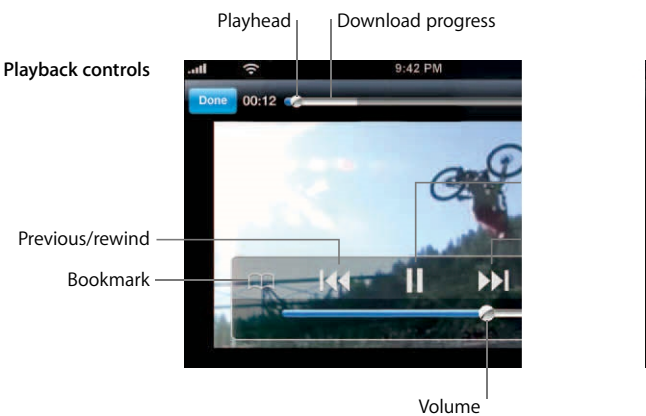 Playhead
Download progress
Playback controls
9:42 PM
Done
00:12
Previous/rewind
Bookmark
Volume